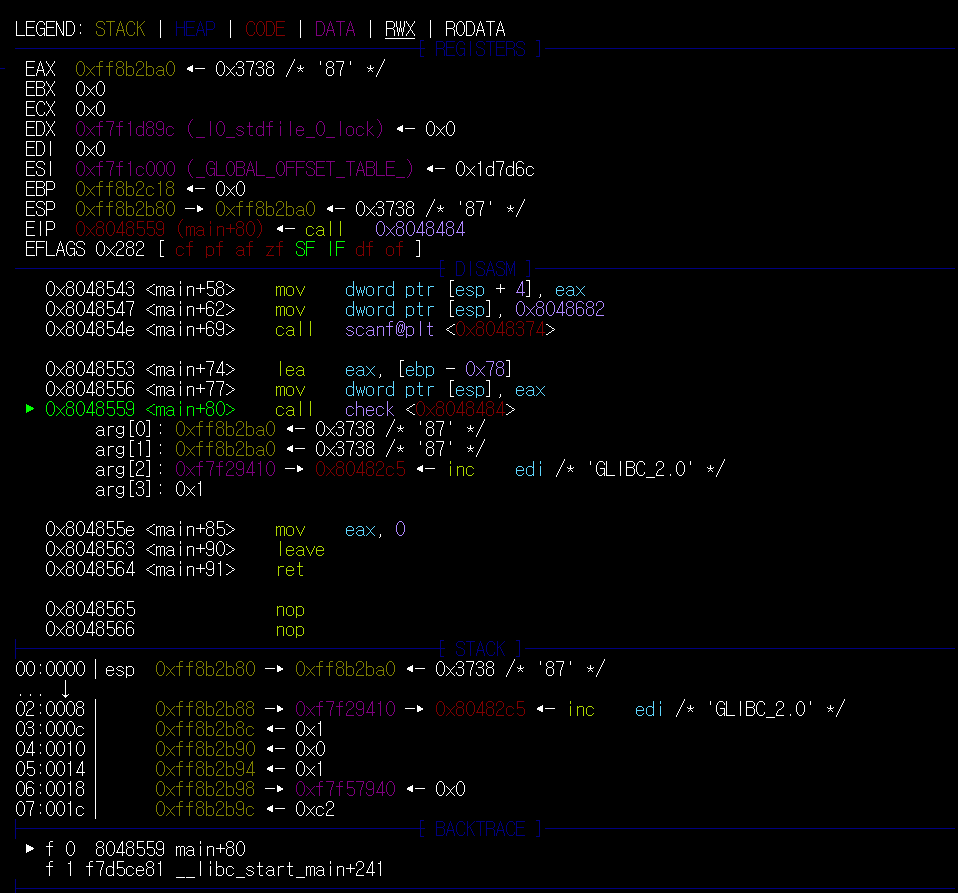 LEGEND: STACK | HEAP | CODE | DATA | RWX | RODATA
[ REGISTERS ]
EAX 0xff8b2ba0 ◂— 0x3738 /* '87' */
EBX 0x0
ECX 0x0
EDX 0xf7f1d89c (_IO_stdfile_0_lock) ◂— 0x0
EDI 0x0
ESI 0xf7f1c000 (_GLOBAL_OFFSET_TABLE_) ◂— 0x1d7d6c
EBP 0xff8b2c18 ◂— 0x0
ESP 0xff8b2b80 —▸ 0xff8b2ba0 ◂— 0x3738 /* '87' */
EIP 0x8048559 (main+80) ◂— call 0x8048484
EFLAGS 0x282 [ cf pf af zf SF IF df of ]
[ DISASM ]
0x8048543 <main+58> mov dword ptr [esp + 4], eax
0x8048547 <main+62> mov dword ptr [esp], 0x8048682
0x804854e <main+69> call scanf@plt <0x8048374>
0x8048553 <main+74> lea eax, [ebp - 0x78]
0x8048556 <main+77> mov dword ptr [esp], eax
► 0x8048559 <main+80> call check <0x8048484>
arg[0]: 0xff8b2ba0 ◂— 0x3738 /* '87' */
arg[1]: 0xff8b2ba0 ◂— 0x3738 /* '87' */
arg[2]: 0xf7f29410 —▸ 0x80482c5 ◂— inc edi /* 'GLIBC_2.0' */
arg[3]: 0x1
0x804855e <main+85> mov eax, 0
0x8048563 <main+90> leave
0x8048564 <main+91> ret
0x8048565 nop
0x8048566 nop
[ STACK ]
00:0000│esp 0xff8b2b80 —▸ 0xff8b2ba0 ◂— 0x3738 /* '87' */
... ↓
02:0008│ 0xff8b2b88 —▸ 0xf7f29410 —▸ 0x80482c5 ◂— inc edi /* 'GLIBC_2.0' */
03:000c│ 0xff8b2b8c ◂— 0x1
04:0010│ 0xff8b2b90 ◂— 0x0
05:0014│ 0xff8b2b94 ◂— 0x1
06:0018│ 0xff8b2b98 —▸ 0xf7f57940 ◂— 0x0
07:001c│ 0xff8b2b9c ◂— 0xc2
[ BACKTRACE ]
► f 0 8048559 main+80
f 1 f7d5ce81 __libc_start_main+241